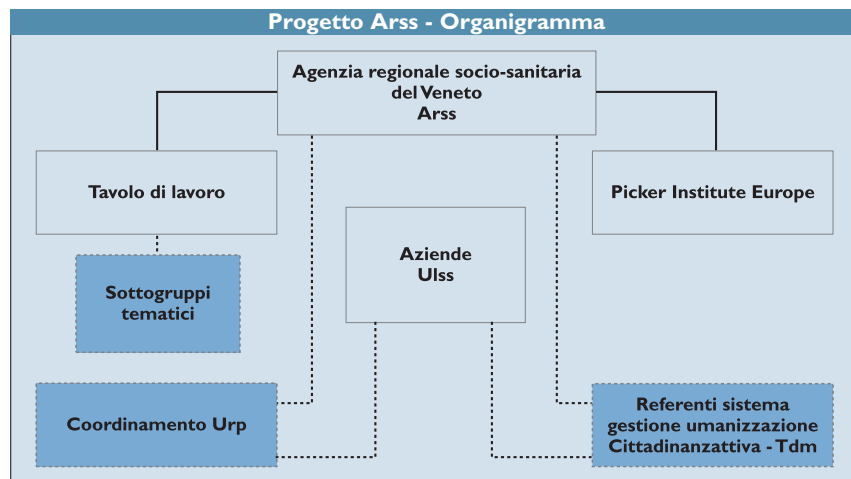 Progetto Arss - Organigramma
Agenzia regionale socio-sanitaria
del Veneto
Arss
Tavolo di lavoro
Picker Institute Europe
Aziende
Ulss
Sottogruppi
tematici
Coordinamento Urp
Referenti sistema
gestione umanizzazione
Cittadinanzattiva - Tdm